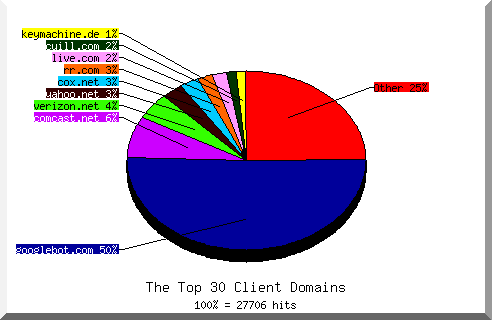 keymachine.de 1%
cuill.com 2%
live.com 2%
rr.com 3%
cox.net 3%
yahoo.net 3%
verizon.net 4%
comcast.net 6%
Other 25%
googlebot.com 50%
The Top 30 Client Domains
100% = 27706 hits